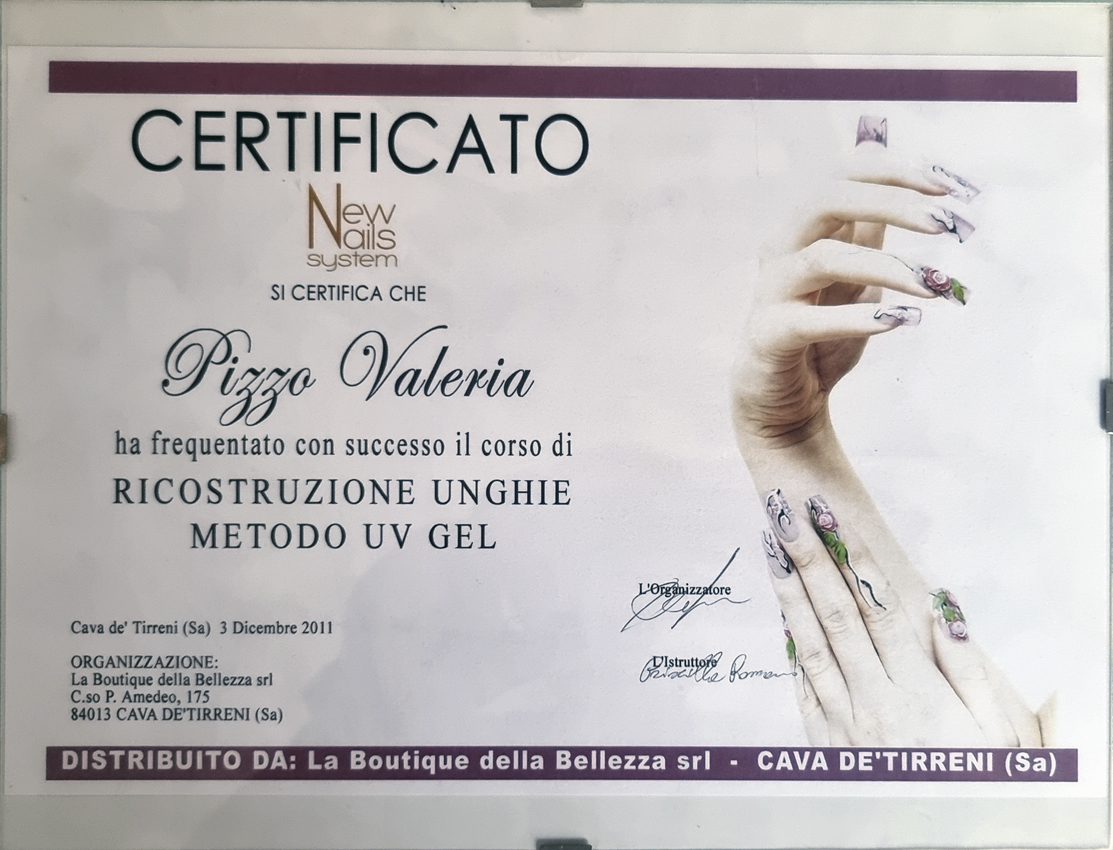 CERTIFICATO
New
Nails
system
SI CERTIFICA CHE
Pizzo Valeria
ha frequentato con successo il corso di
RICOSTRUZIONE UNGHIE
METODO UV GEL
L'Organizzatore
Cava de' Tirreni (Sa) 3 Dicembre 2011
L'Istruttore
Priscilla Romano
ORGANIZZAZIONE:
La Boutique della Bellezza srl
C.so P. Amedeo, 175
84013 CAVA DE'TIRRENI (Sa)
DISTRIBUITO DA: La Boutique della Bellezza srl - CAVA DE'TIRRENI (Sa)